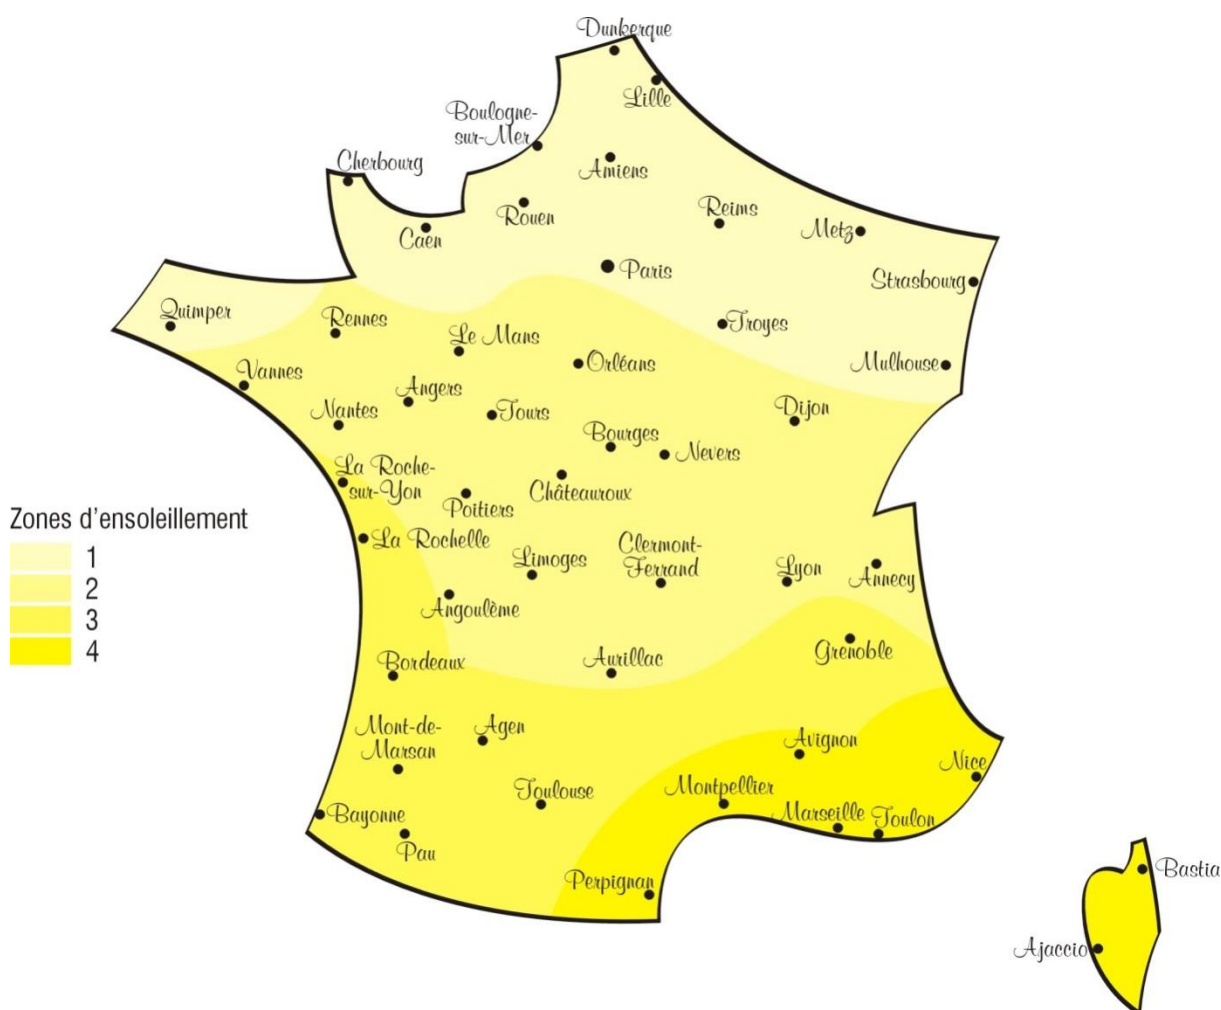 Dunkerque
Lille
Boulogne-
sur-Mer
Amiens
Cherbourg
Rouen
Reims
Caen
Metz
Paris
Strasbourg
Quimper
Rennes
Troyes
Le Mans
Orléans
Mulhouse
Vannes
Angers
Nantes
Tours
Dijon
Bourges
Nevers
La Roche-
sur-Yon
Châteauroux
Poitiers
Zones d'ensoleillement
1
2
3
4
La Rochelle
Limoges
Clermont-
Ferrand
Lyon
Annecy
Angoulême
Grenoble
Bordeaux
Aurillac
Mont-de-
Marsan
Agen
Avignon
Nice
Toulouse
Montpellier
Marseille
Toulon
Bayonne
Pau
Perpignan
Bastia
Ajaccio